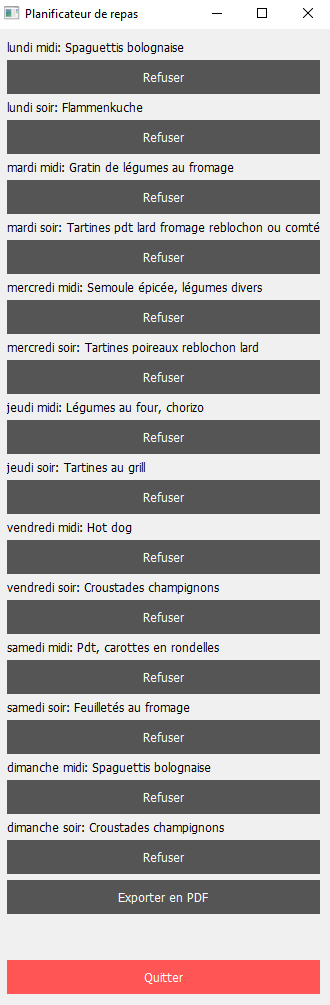 Planificateur de repas
lundi midi: Spaguettis bolognaise
Refuser
lundi soir: Flammenkuche
Refuser
mardi midi: Gratin de légumes au fromage
Refuser
mardi soir: Tartines pdt lard fromage reblochon ou comté
Refuser
mercredi midi: Semoule épicée, légumes divers
Refuser
mercredi soir: Tartines poireaux reblochon lard
Refuser
jeudi midi: Légumes au four, chorizo
Refuser
jeudi soir: Tartines au grill
Refuser
vendredi midi: Hot dog
Refuser
vendredi soir: Croustades champignons
Refuser
samedi midi: Pdt, carottes en rondelles
Refuser
samedi soir: Feuilletés au fromage
Refuser
dimanche midi: Spaguettis bolognaise
Refuser
dimanche soir: Croustades champignons
Refuser
Exporter en PDF
Quitter